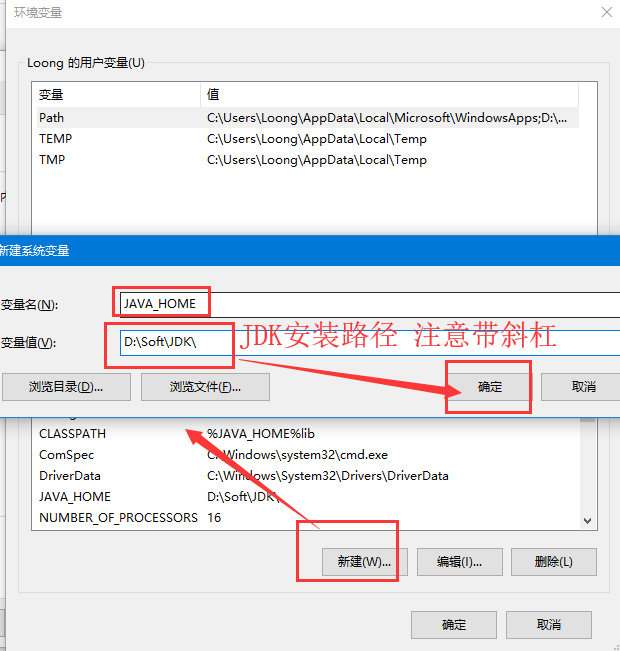 环境变量
Loong 的用户变量(U)
变量 值
Path C:\Users\Loong\AppData\Local\Microsoft\WindowsApps;D:\...
TEMP C:\Users\Loong\AppData\Local\Temp
TMP C:\Users\Loong\AppData\Local\Temp
新建系统变量
变量名(N): JAVA_HOME
JDK安装路径 注意带斜杠
变量值(V): D:\Soft\JDK\
浏览目录(D)... 浏览文件(F)... 确定 取消
CLASSPATH %JAVA_HOME%lib
ComSpec C:\Windows\system32\cmd.exe
DriverData C:\Windows\System32\Drivers\DriverData
JAVA_HOME D:\Soft\JDK\
NUMBER_OF_PROCESSORS 16
新建(W)... 编辑(I)... 删除(L)
确定 取消